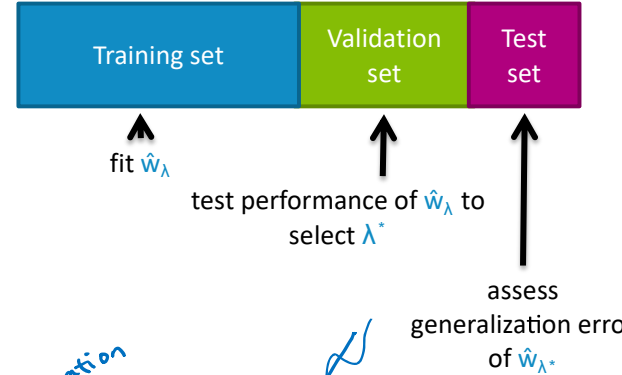 Training set
Validation
set
Test
set
fit ŵλ
test performance of ŵλ to
select λ*
assess
generalization erro
of ŵλ*
ation